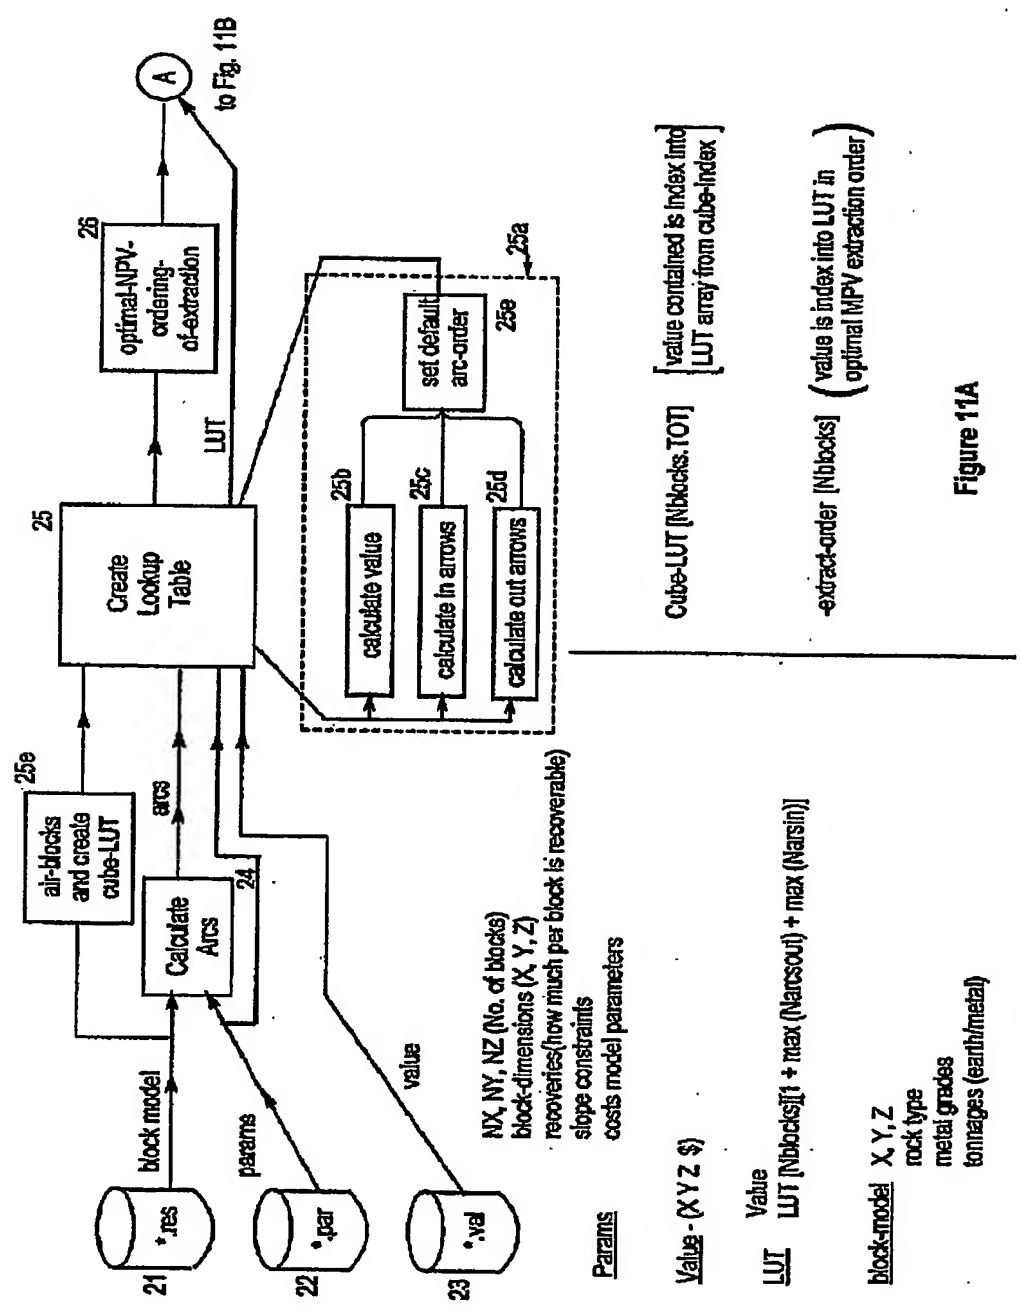 21
*.res
block model
22
*.par
params
23
*.val
value
25e
air-blocks
and create
cube-LUT
Calculate
Arcs
24
arcs
25
Create
Lookup
Table
LUT
26
optimal-NPV-
ordering-
of-extraction
A
to Fig. 11B
25a
25b
calculate value
25c
calculate in arrows
25d
calculate out arrows
set default
arc-order
25e
Params
NX, NY, NZ (No. of blocks)
block-dimensions (X, Y, Z)
recoveries(how much per block is recoverable)
slope constraints
costs model parameters
Value - (X Y Z $)
Value
LUT LUT [Nblocks][1 + max (Narcsout) + max (Narsin)]
block-model X, Y, Z
rock type
metal grades
tonnages (earth/metal)
Cube-LUT [Nblocks.TOT] [value contained is index into]
[LUT array from cube-index]
-extract-order [Nblocks] (value is index into LUT in
optimal MPV extraction order)
Figure 11A